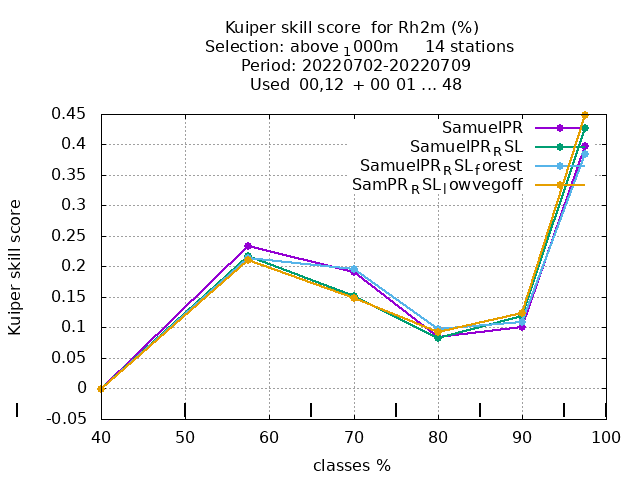 Kuiper skill score  for Rh2m (%)
Selection: above 1000m     14 stations
Period: 20220702-20220709
Used  00,12  + 00 01 ... 48
0.45
0.4
0.35
0.3
0.25
0.2
0.15
0.1
0.05
0
-0.05
Kuiper skill score
SamuelPR
SamuelPR_RSL
SamuelPR_RSL_forest
SamPR_RSL_lowvegoff
40
50
60
70
80
90
100
classes %